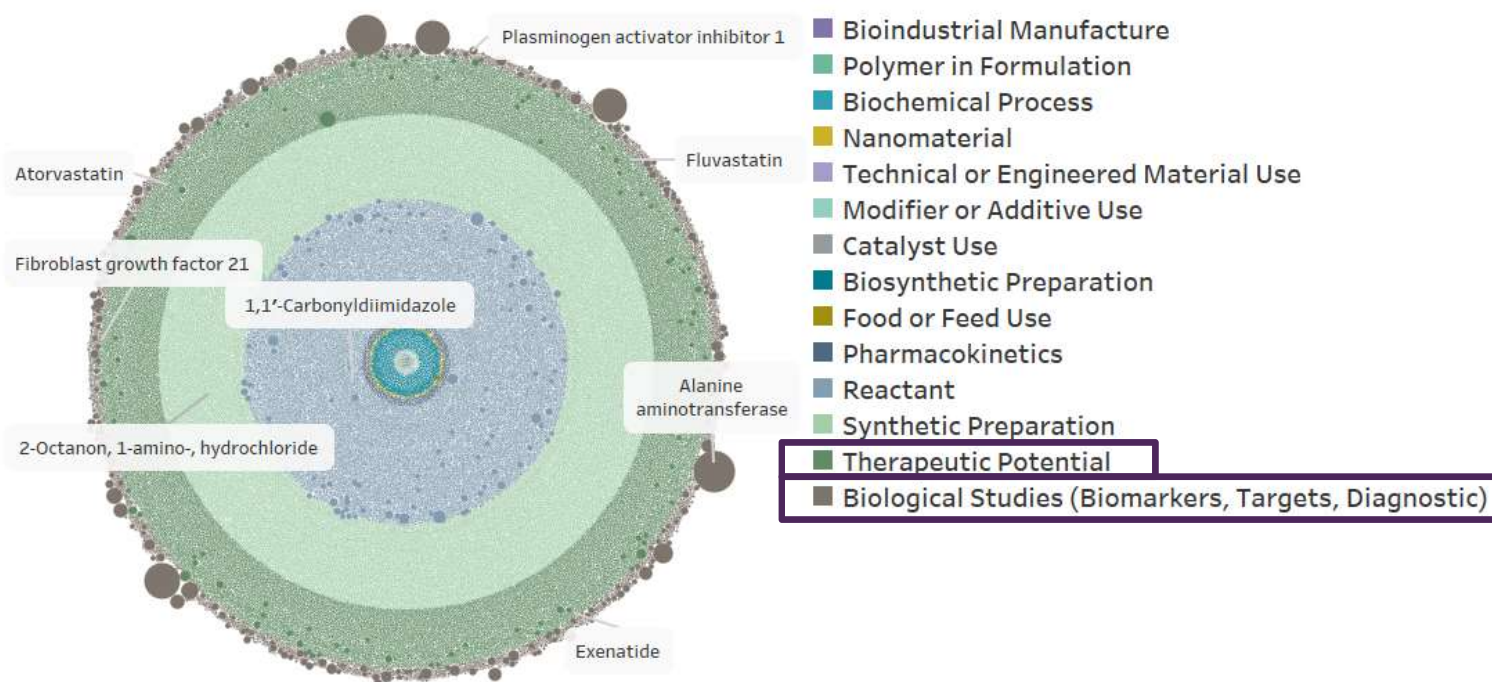 Plasminogen activator inhibitor 1
Atorvastatin
Fluvastatin
Fibroblast growth factor 21
1,1′-Carbonyldiimidazole
Alanine
aminotransferase
2-Octanon, 1-amino-, hydrochloride
Exenatide
Bioindustrial Manufacture
Polymer in Formulation
Biochemical Process
Nanomaterial
Technical or Engineered Material Use
Modifier or Additive Use
Catalyst Use
Biosynthetic Preparation
Food or Feed Use
Pharmacokinetics
Reactant
Synthetic Preparation
Therapeutic Potential
Biological Studies (Biomarkers, Targets, Diagnostic)